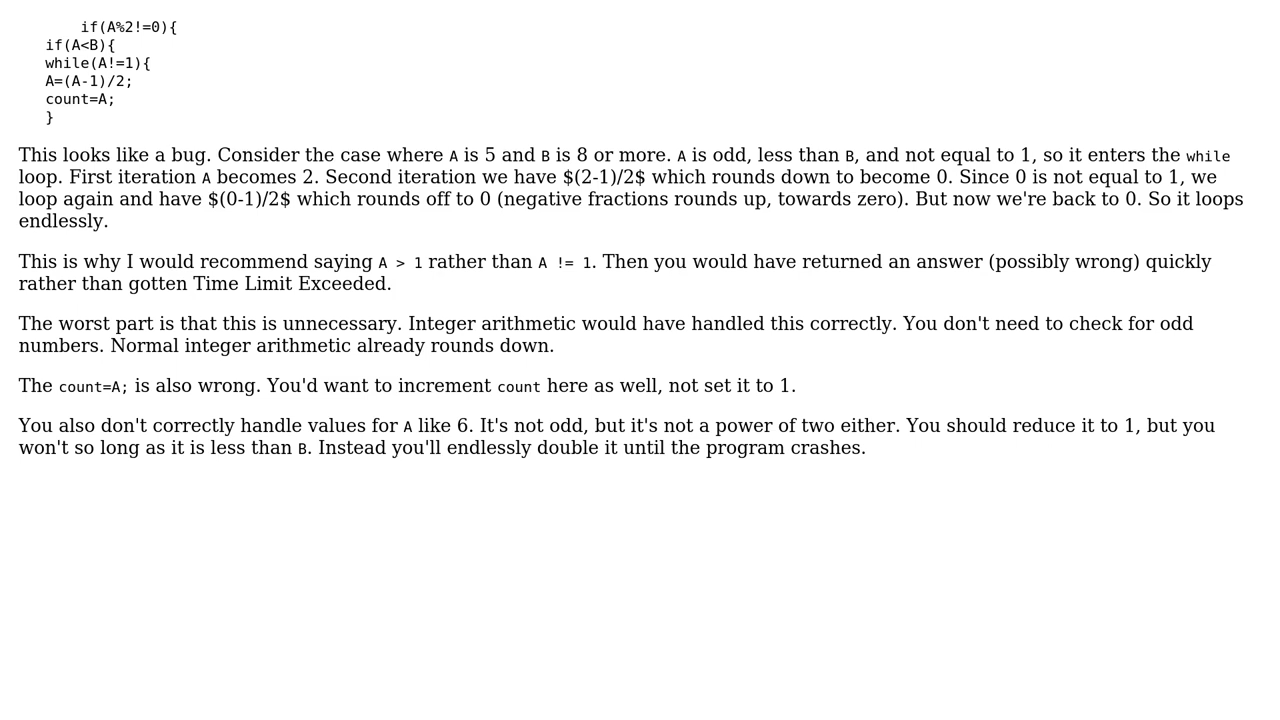 if(A%2!=0){
if(A<B){
while(A!=1){
A=(A-1)/2;
count=A;
}
This looks like a bug. Consider the case where A is 5 and B is 8 or more. A is odd, less than B, and not equal to 1, so it enters the while
loop. First iteration A becomes 2. Second iteration we have $(2-1)/2$ which rounds down to become 0. Since 0 is not equal to 1, we
loop again and have $(0-1)/2$ which rounds off to 0 (negative fractions rounds up, towards zero). But now we're back to 0. So it loops
endlessly.
This is why I would recommend saying A > 1 rather than A != 1. Then you would have returned an answer (possibly wrong) quickly
rather than gotten Time Limit Exceeded.
The worst part is that this is unnecessary. Integer arithmetic would have handled this correctly. You don't need to check for odd
numbers. Normal integer arithmetic already rounds down.
The count=A; is also wrong. You'd want to increment count here as well, not set it to 1.
You also don't correctly handle values for A like 6. It's not odd, but it's not a power of two either. You should reduce it to 1, but you
won't so long as it is less than B. Instead you'll endlessly double it until the program crashes.